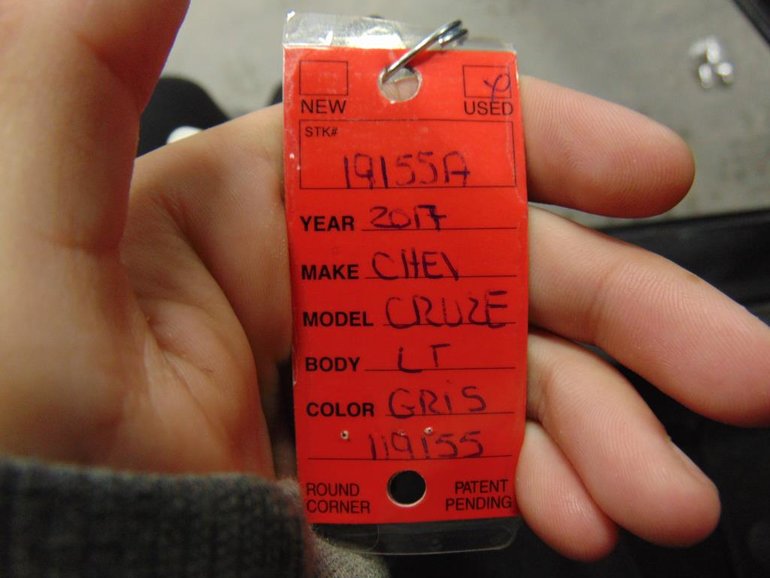 NEW USED
STK#
19155A
YEAR 2017
MAKE CHEV
MODEL CRUZE
BODY LT
COLOR GRIS
119155
ROUND PATENT
CORNER PENDING